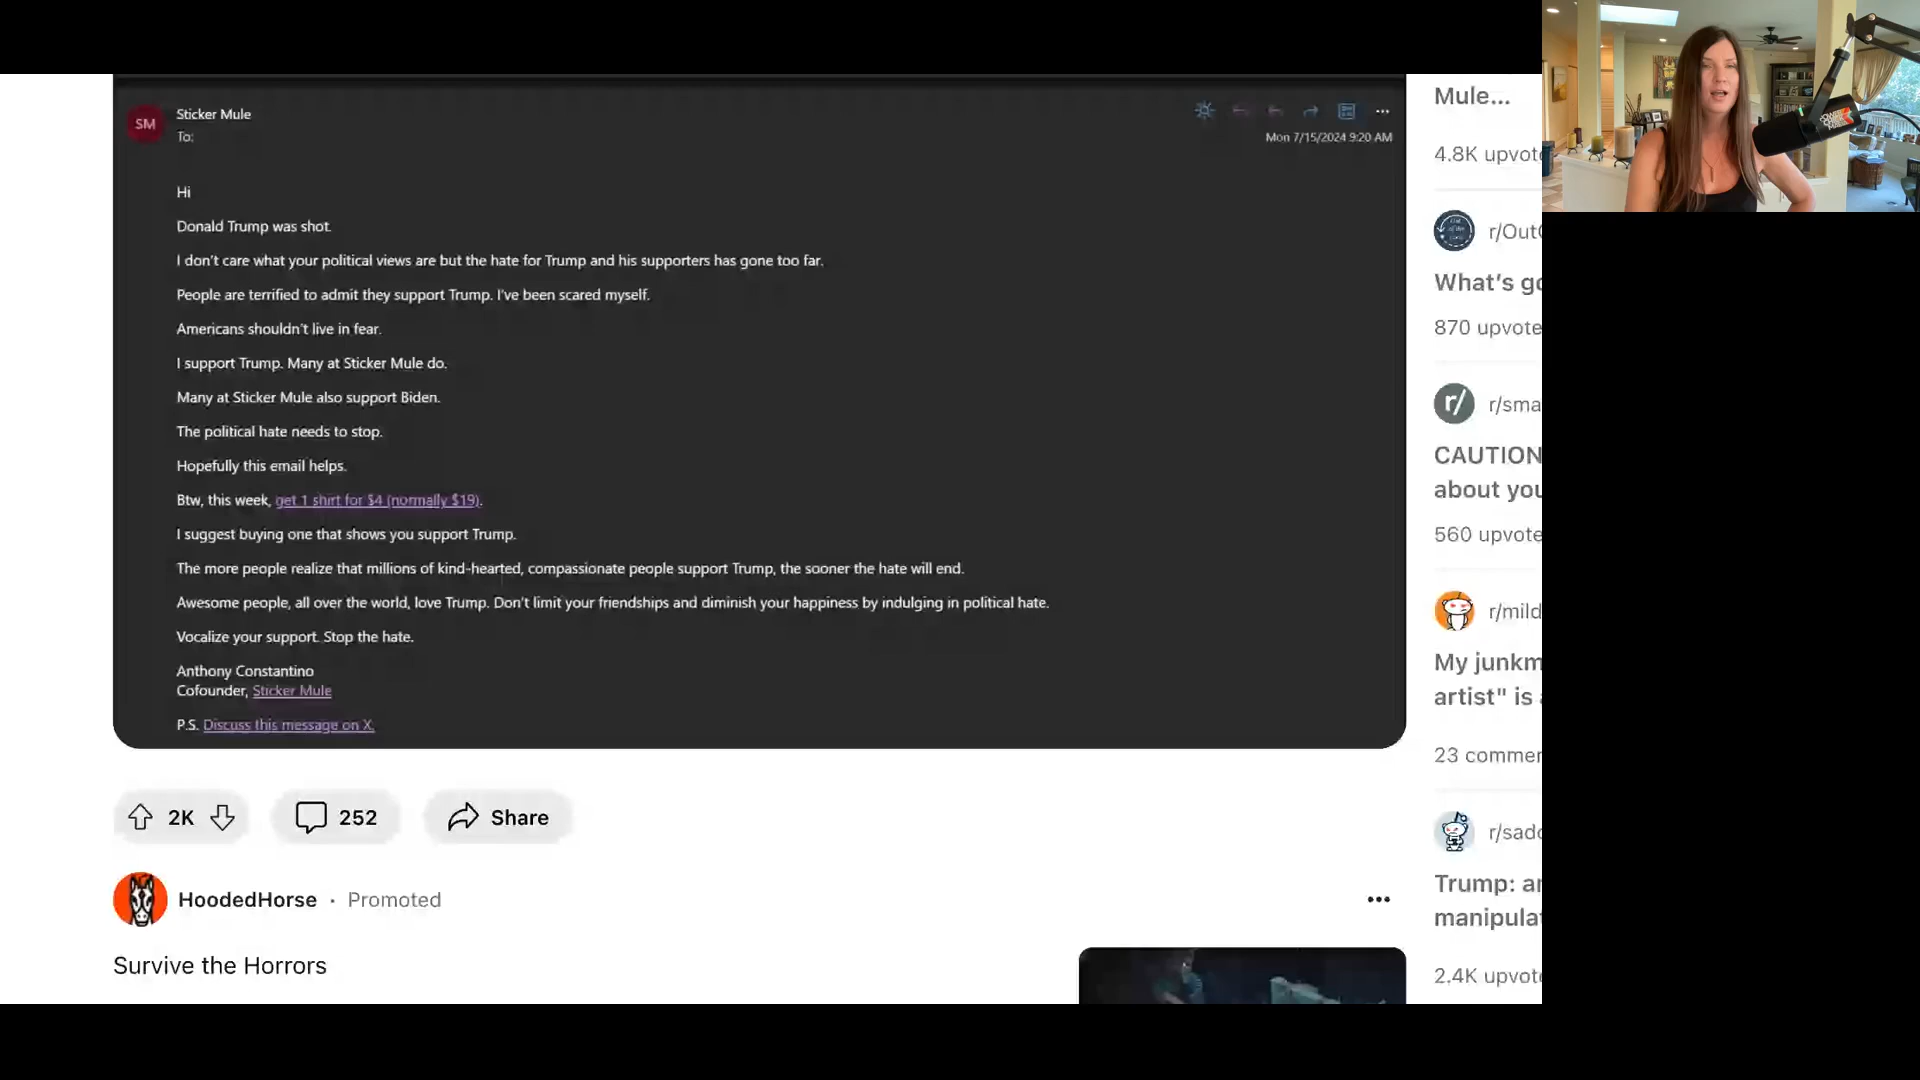 SM
Sticker Mule
To:
Mon 7/15/2024 9:20 AM
Hi
Donald Trump was shot.
I don't care what your political views are but the hate for Trump and his supporters has gone too far.
People are terrified to admit they support Trump. I've been scared myself.
Americans shouldn't live in fear.
I support Trump. Many at Sticker Mule do.
Many at Sticker Mule also support Biden.
The political hate needs to stop.
Hopefully this email helps.
Btw, this week, get 1 shirt for $4 (normally $19).
I suggest buying one that shows you support Trump.
The more people realize that millions of kind-hearted, compassionate people support Trump, the sooner the hate will end.
Awesome people, all over the world, love Trump. Don't limit your friendships and diminish your happiness by indulging in political hate.
Vocalize your support. Stop the hate.
Anthony Constantino
Cofounder, Sticker Mule
P.S. Discuss this message on X.
2K
252
Share
HoodedHorse · Promoted
Survive the Horrors
Mule...
4.8K upvot
r/Out
What's go
870 upvote
r/
r/sma
CAUTION
about you
560 upvote
r/mild
My junkm
artist" is
23 commer
r/sado
Trump: ar
manipulat
2.4K upvot